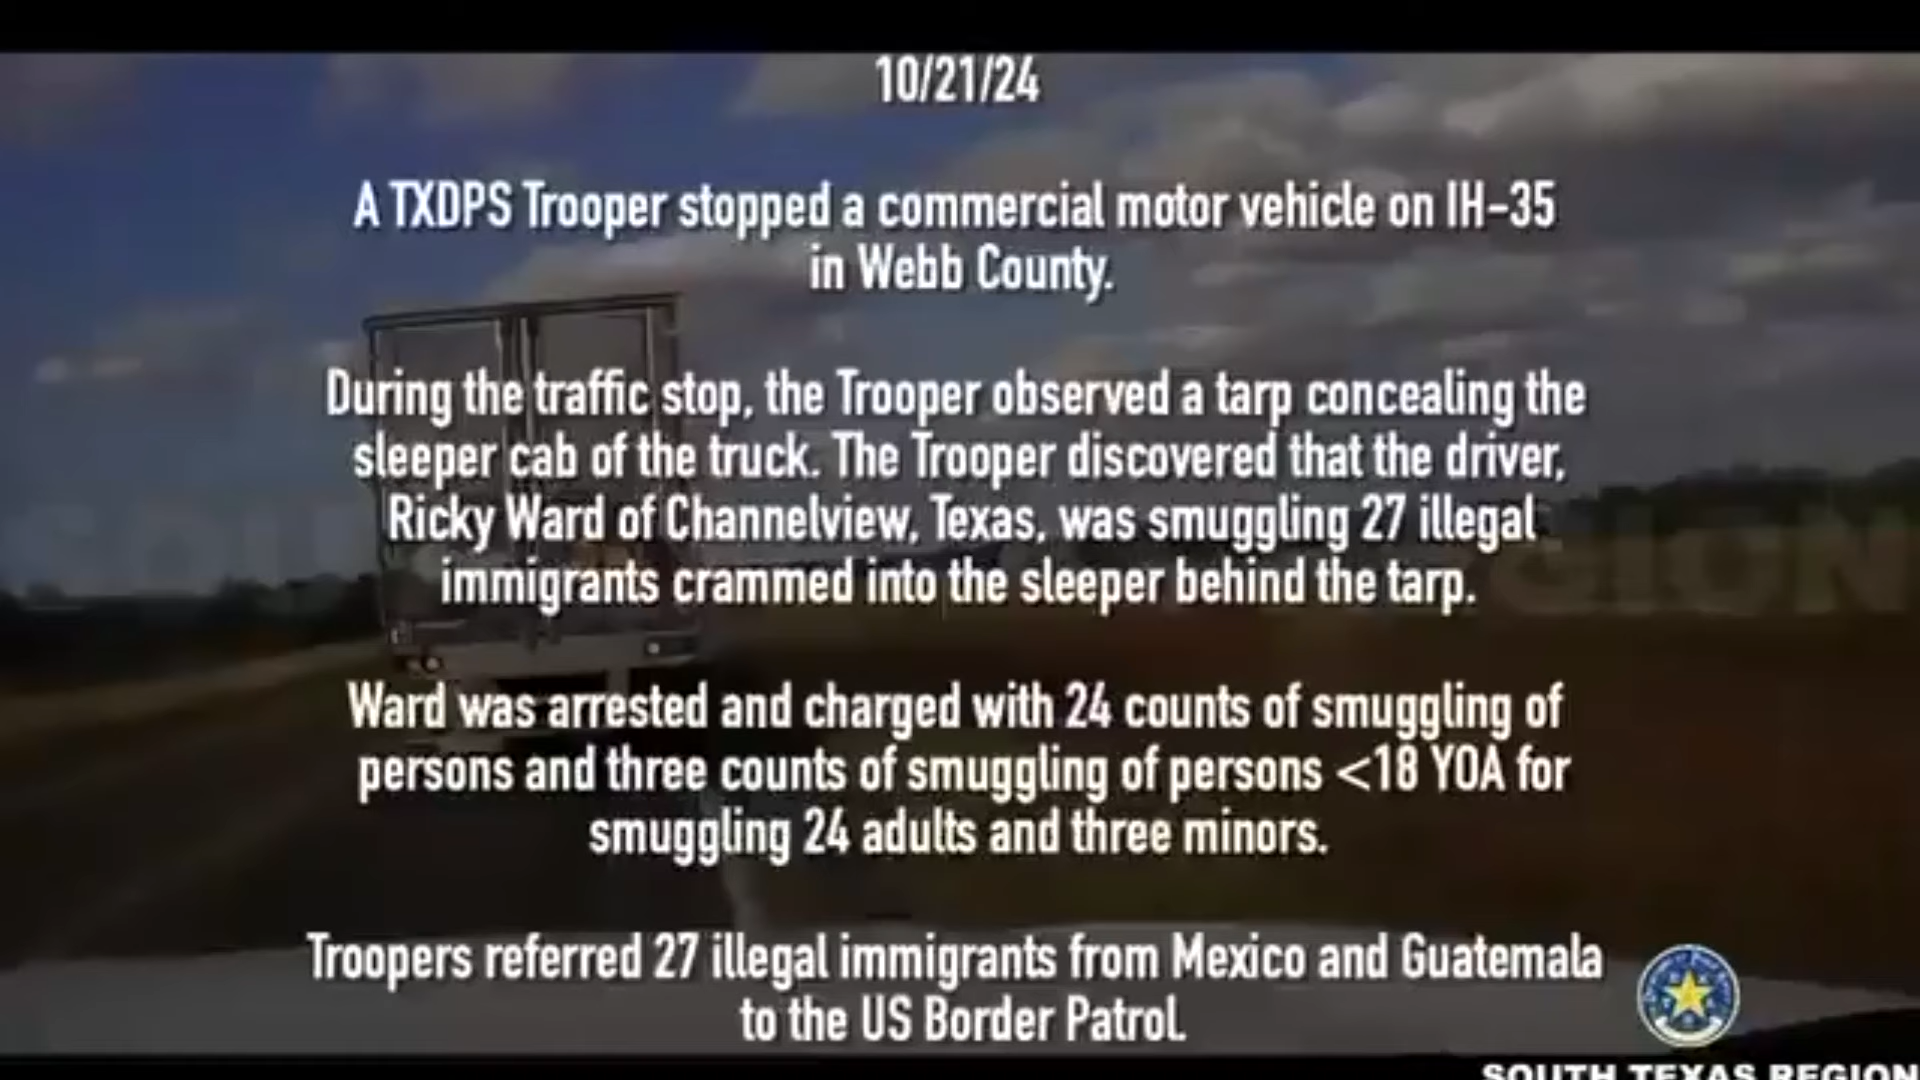 10/21/24
A TXDPS Trooper stopped a commercial motor vehicle on IH-35
in Webb County.
During the traffic stop, the Trooper observed a tarp concealing the
sleeper cab of the truck. The Trooper discovered that the driver,
Ricky Ward of Channelview, Texas, was smuggling 27 illegal
immigrants crammed into the sleeper behind the tarp.
Ward was arrested and charged with 24 counts of smuggling of
persons and three counts of smuggling of persons <18 YOA for
smuggling 24 adults and three minors.
Troopers referred 27 illegal immigrants from Mexico and Guatemala
to the US Border Patrol.
SOUTH TEXAS REGION